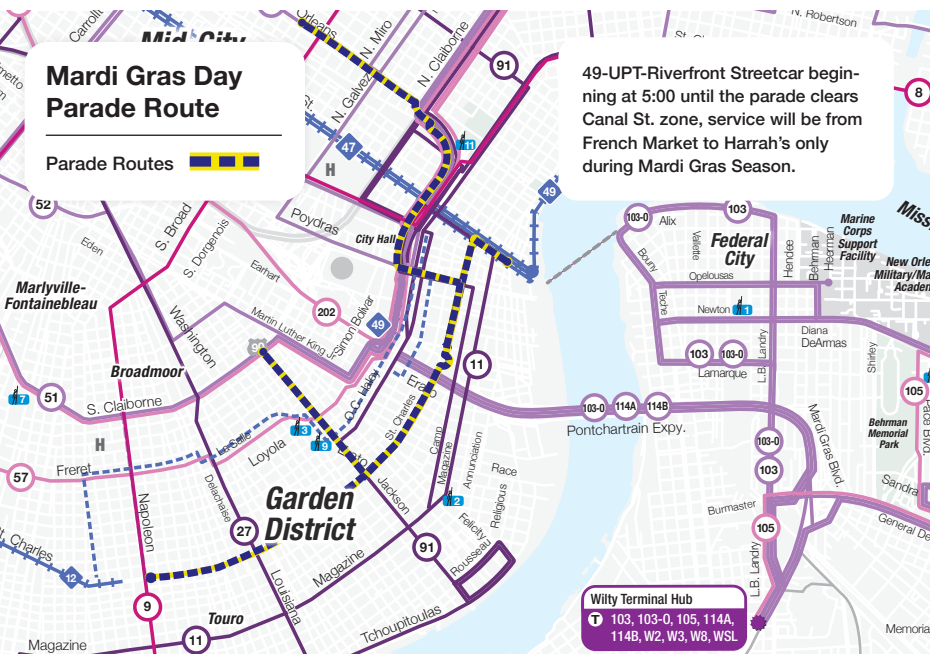 Mardi Gras Day
Parade Route
Parade Routes
49-UPT-Riverfront Streetcar begin-
ning at 5:00 until the parade clears
Canal St. zone, service will be from
French Market to Harrah's only
during Mardi Gras Season.
Mid-City
Carroll
Orleans
N. Miro
N. Galvez
N. Claiborne
St.
91
N. Robertson
8
47
11
H
49
52
Eden
S. Broad
S. Dorgenois
Poydras
City Hall
Earhart
202
Simon Bolivar
49
Martin Luther King Jr.
Washington
90
Marlyville-
Fontainebleau
Broadmoor
7
51
S. Claiborne
H
57
Freret
La Salle
Loyola
3
9
O.C. Haley
Erato
St. Charles
Camp
Magazine
Annunciation
Race
Religious
Felicity
Rousseau
2
11
Jackson
Garden
District
Delachaise
27
Napoleon
St. Charles
12
9
Louisiana
Magazine
91
Tchoupitoulas
Touro
11
Magazine
103-0
Alix
103
Federal
City
Vallette
Bouny
Opelousas
Hendee
Behrman
Heerman
Marine
Corps
Support
Facility
Teche
Newton
1
L.B. Landry
Diana
DeArmas
103
103-0
Lamarque
Shirley
105
Behrman
Memorial
Park
103-0
114A
114B
Pontchartrain Expy.
Mardi Gras Blvd.
103-0
103
105
Burmaster
L.B. Landry
Sandra
General De
Wilty Terminal Hub
T 103, 103-0, 105, 114A,
114B, W2, W3, W8, WSL